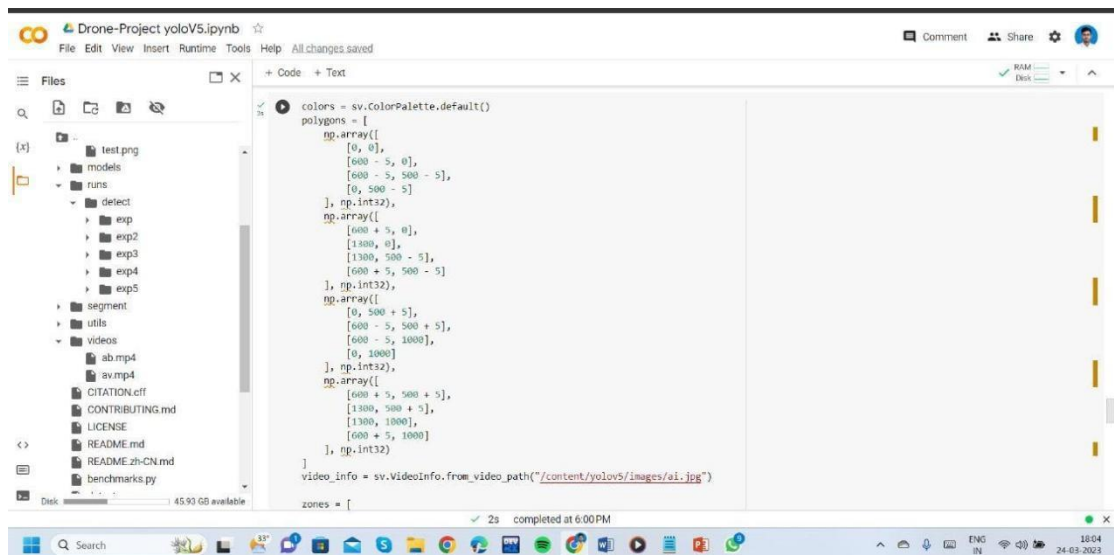 Drone-Project yoloV5.ipynb
File Edit View Insert Runtime Tools Help All changes saved
Comment Share
Files
+ Code + Text
RAM
Disk
{x}
..
test.png
models
runs
detect
exp
exp2
exp3
exp4
exp5
segment
utils
videos
ab.mp4
av.mp4
CITATION.cff
CONTRIBUTING.md
LICENSE
README.md
README.zh-CN.md
benchmarks.py
Disk 45.93 GB available
2s
colors = sv.ColorPalette.default()
polygons = [
np.array([
[0, 0],
[600 - 5, 0],
[600 - 5, 500 - 5],
[0, 500 - 5]
], np.int32),
np.array([
[600 + 5, 0],
[1300, 0],
[1300, 500 - 5],
[600 + 5, 500 - 5]
], np.int32),
np.array([
[0, 500 + 5],
[600 - 5, 500 + 5],
[600 - 5, 1000],
[0, 1000]
], np.int32),
np.array([
[600 + 5, 500 + 5],
[1300, 500 + 5],
[1300, 1000],
[600 + 5, 1000]
], np.int32)
]
video_info = sv.VideoInfo.from_video_path("/content/yolov5/images/ai.jpg")
zones = [
2s completed at 6:00 PM
Search
ENG
IN
18:04
24-03-2023